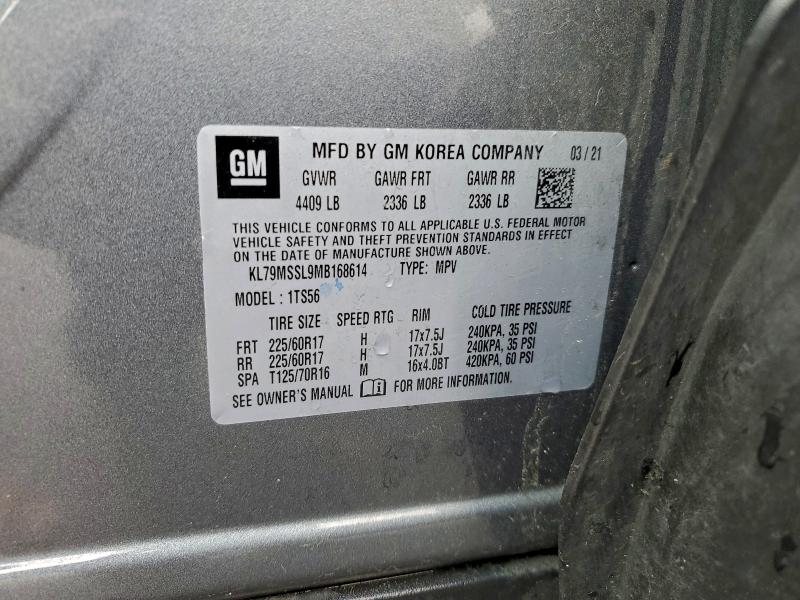 GM
MFD BY GM KOREA COMPANY 03/21
GVWR GAWR FRT GAWR RR
4409 LB 2336 LB 2336 LB
THIS VEHICLE CONFORMS TO ALL APPLICABLE U.S. FEDERAL MOTOR
VEHICLE SAFETY AND THEFT PREVENTION STANDARDS IN EFFECT
ON THE DATE OF MANUFACTURE SHOWN ABOVE.
KL79MSSL9MB168614 TYPE: MPV
MODEL : 1TS56
TIRE SIZE SPEED RTG RIM COLD TIRE PRESSURE
FRT 225/60R17 H 17x7.5J 240KPA, 35 PSI
RR 225/60R17 H 17x7.5J 240KPA, 35 PSI
SPA T125/70R16 M 16x4.0BT 420KPA, 60 PSI
SEE OWNER'S MANUAL FOR MORE INFORMATION.